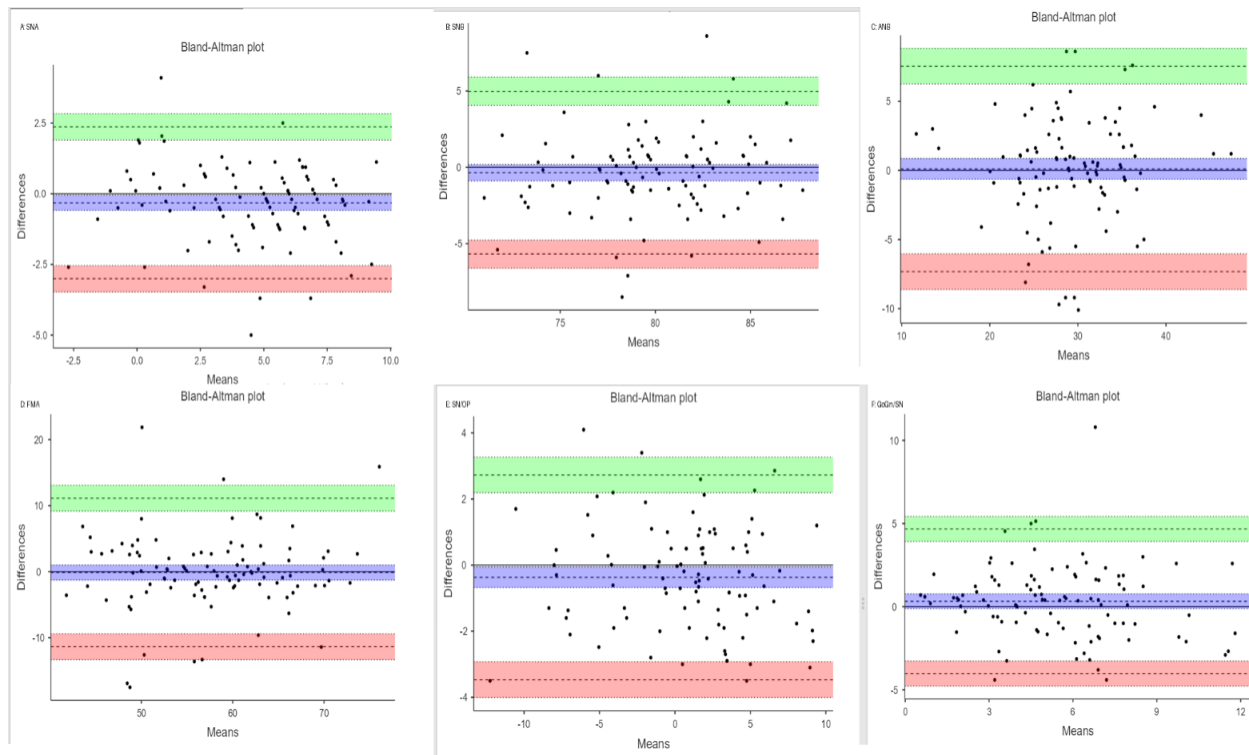 A: SNA
Bland-Altman plot
Differences
2.5
0.0
-2.5
-5.0
-2.5
0.0
2.5
5.0
7.5
10.0
Means
B: SNB
Bland-Altman plot
Differences
5
0
-5
75
80
85
Means
C: ANB
Bland-Altman plot
Differences
5
0
-5
-10
10
20
30
40
Means
D: FMA
Bland-Altman plot
Differences
20
10
0
-10
50
60
70
Means
E: SN/OP
Bland-Altman plot
Differences
4
2
0
-2
-4
-10
-5
0
5
10
Means
F: GoGn/SN
Bland-Altman plot
Differences
10
5
0
-5
0
3
6
9
12
Means